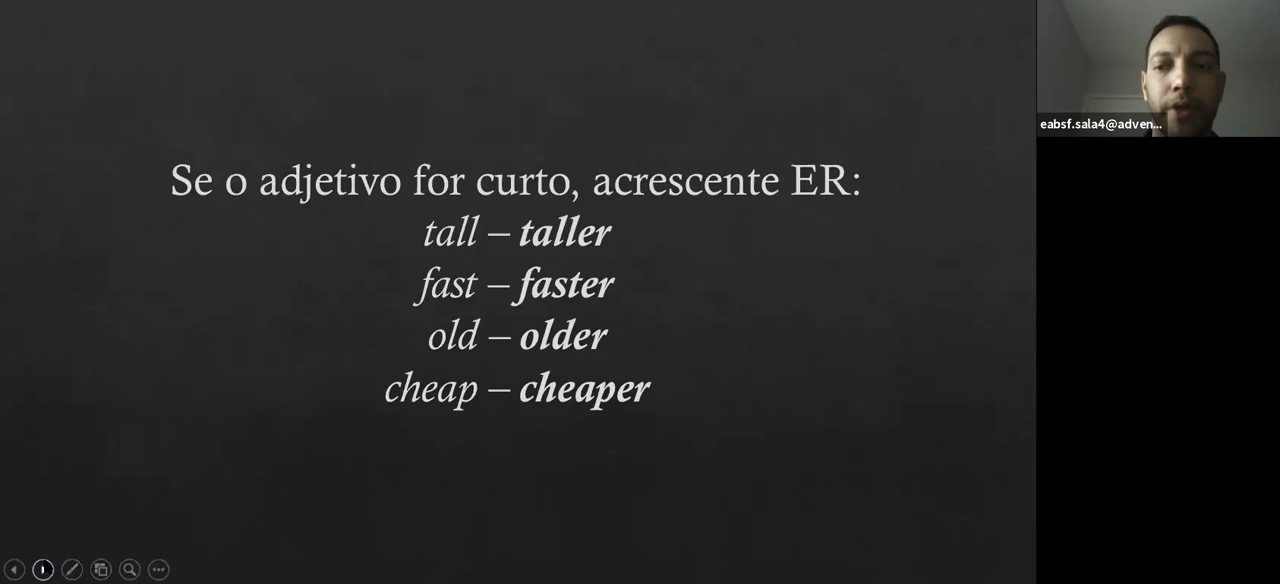 Se o adjetivo for curto, acrescente ER:
tall – taller
fast – faster
old – older
cheap – cheaper
eabsf.sala4@adven...